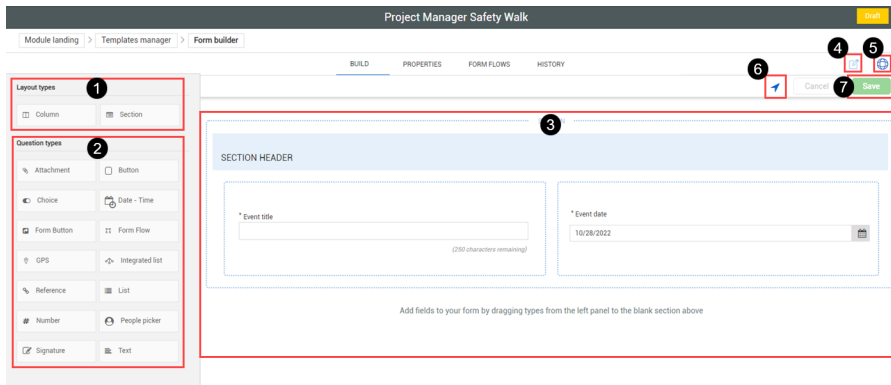 Project Manager Safety Walk
Draft
Module landing > Templates manager > Form builder
4
5
BUILD PROPERTIES FORM FLOWS HISTORY
6
Layout types
1
Cancel
7
Save
Column Section
3
Question types
2
SECTION HEADER
Attachment Button
Choice Date - Time
* Event title
* Event date
Form Button Form Flow
10/28/2022
(250 characters remaining)
GPS Integrated list
Reference List
Add fields to your form by dragging types from the left panel to the blank section above
# Number People picker
Signature Text